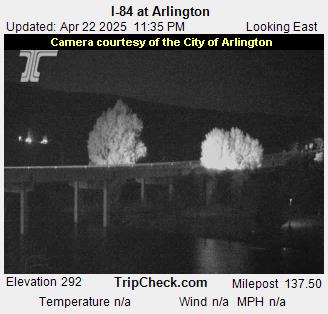 I-84 at Arlington
Updated: Apr 22 2025 11:35 PM Looking East
Camera courtesy of the City of Arlington
Elevation 292 TripCheck.com Milepost 137.50
Temperature n/a Wind n/a MPH n/a